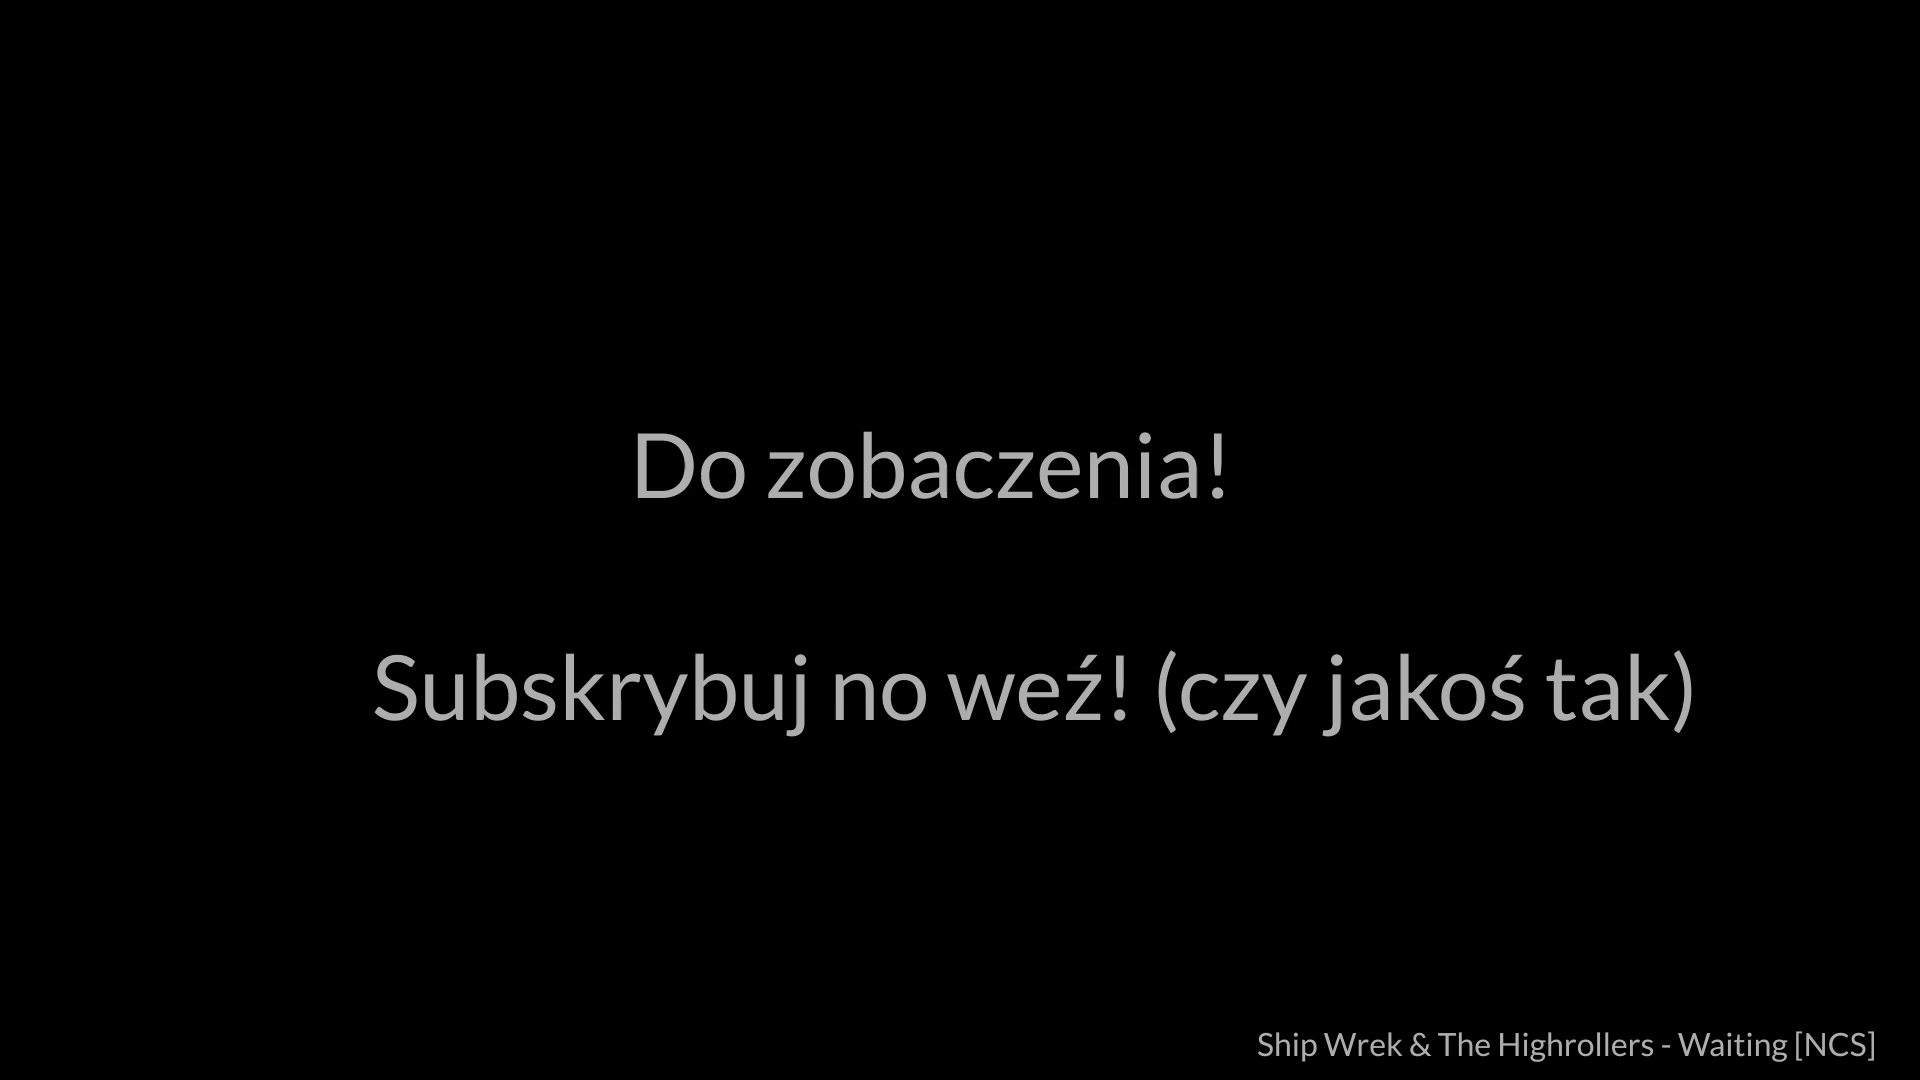 Do zobaczenia!
Subskrybuj no weź! (czy jakoś tak)
Ship Wrek & The Highrollers - Waiting [NCS]